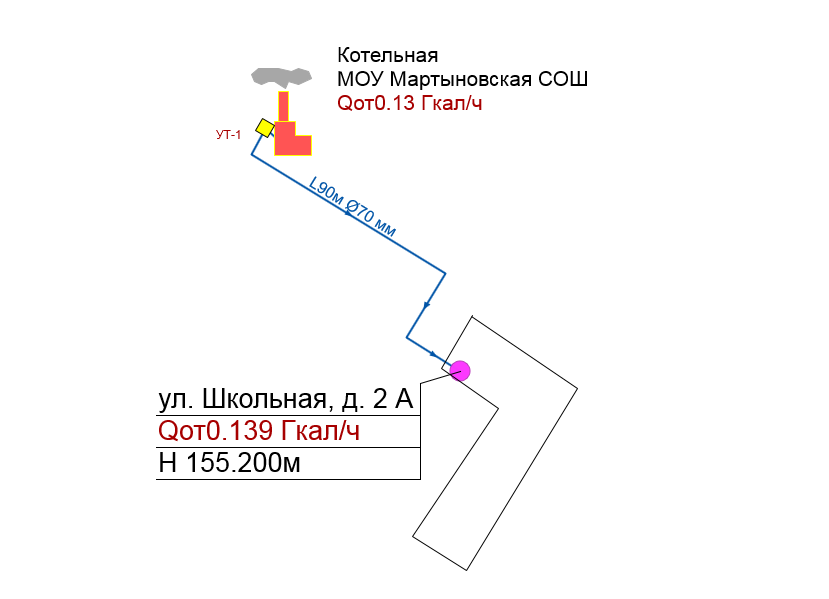 Котельная
МОУ Мартыновская СОШ
Qот0.13 Гкал/ч
УТ-1
L90м Ø70 мм
ул. Школьная, д. 2 А
Qот0.139 Гкал/ч
Н 155.200м